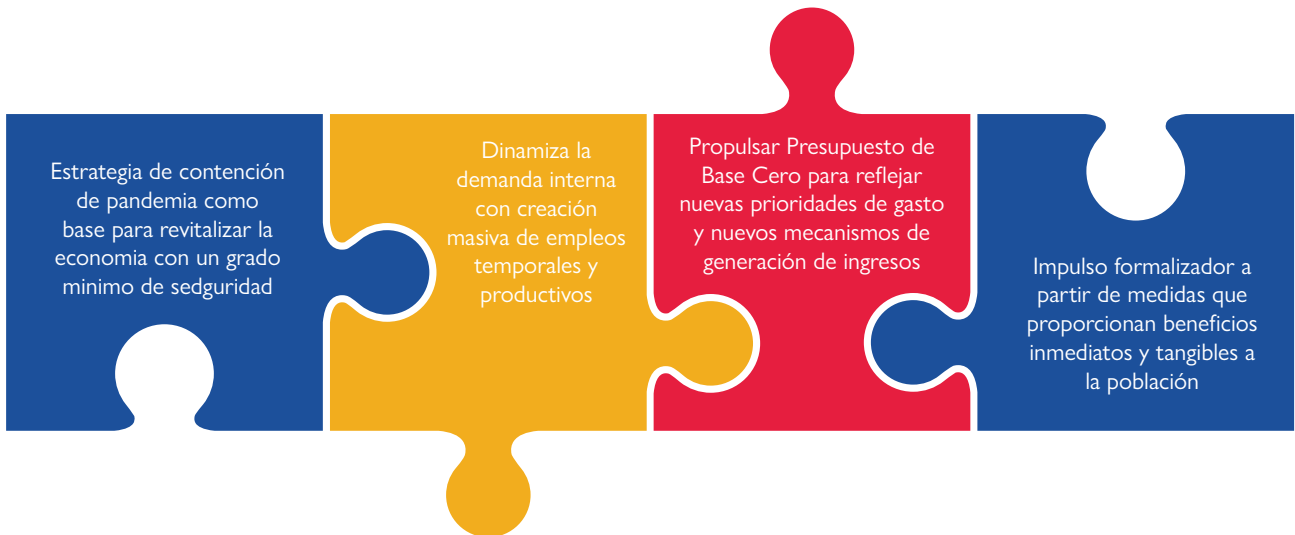 Estrategia de contención
de pandemia como
base para revitalizar la
economia con un grado
minimo de sedguridad
Dinamiza la
demanda interna
con creación
masiva de empleos
temporales y
productivos
Propulsar Presupuesto de
Base Cero para reflejar
nuevas prioridades de gasto
y nuevos mecanismos de
generación de ingresos
Impulso formalizador a
partir de medidas que
proporcionan beneficios
inmediatos y tangibles a
la población